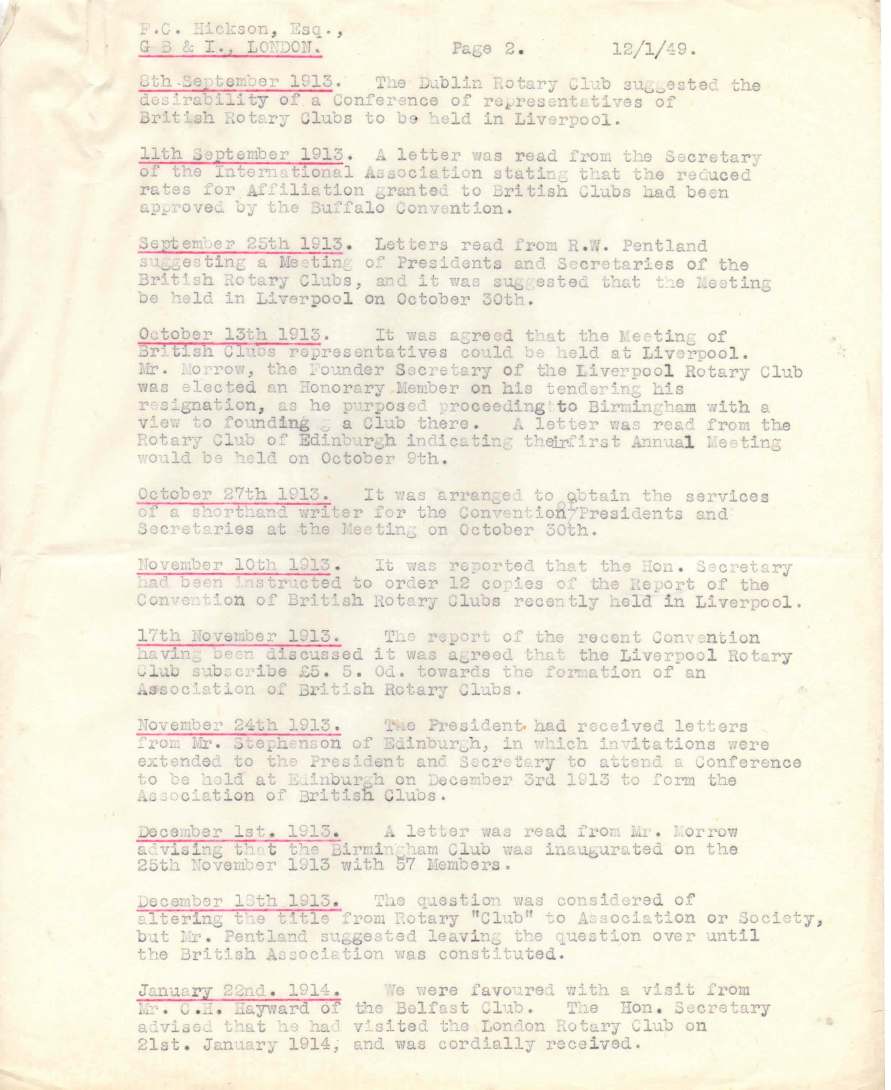 F.C. Hickson, Esq.,
G B & I., LONDON. Page 2. 12/1/49.
8th September 1913. The Dublin Rotary Club suggested the
desirability of a Conference of representatives of
British Rotary Clubs to be held in Liverpool.
11th September 1913. A letter was read from the Secretary
of the International Association stating that the reduced
rates for Affiliation granted to British Clubs had been
approved by the Buffalo Convention.
September 25th 1913. Letters read from R.W. Pentland
suggesting a Meeting of Presidents and Secretaries of the
British Rotary Clubs, and it was suggested that the Meeting
be held in Liverpool on October 30th.
October 13th 1913. It was agreed that the Meeting of
British Clubs representatives could be held at Liverpool.
Mr. Morrow, the Founder Secretary of the Liverpool Rotary Club
was elected an Honorary Member on his tendering his
resignation, as he purposed proceeding to Birmingham with a
view to founding a Club there. A letter was read from the
Rotary Club of Edinburgh indicating theirfirst Annual Meeting
would be held on October 9th.
October 27th 1913. It was arranged to obtain the services
of a shorthand writer for the Convention of Presidents and
Secretaries at the Meeting on October 30th.
November 10th 1913. It was reported that the Hon. Secretary
had been instructed to order 12 copies of the Report of the
Convention of British Rotary Clubs recently held in Liverpool.
17th November 1913. The report of the recent Convention
having been discussed it was agreed that the Liverpool Rotary
Club subscribe £5. 5. 0d. towards the formation of an
Association of British Rotary Clubs.
November 24th 1913. The President had received letters
from Mr. Stephenson of Edinburgh, in which invitations were
extended to the President and Secretary to attend a Conference
to be held at Edinburgh on December 3rd 1913 to form the
Association of British Clubs.
December 1st. 1913. A letter was read from Mr. Morrow
advising that the Birmingham Club was inaugurated on the
25th November 1913 with 57 Members.
December 18th 1913. The question was considered of
altering the title from Rotary "Club" to Association or Society,
but Mr. Pentland suggested leaving the question over until
the British Association was constituted.
January 22nd. 1914. We were favoured with a visit from
Mr. C.H. Hayward of the Belfast Club. The Hon. Secretary
advised that he had visited the London Rotary Club on
21st. January 1914, and was cordially received.